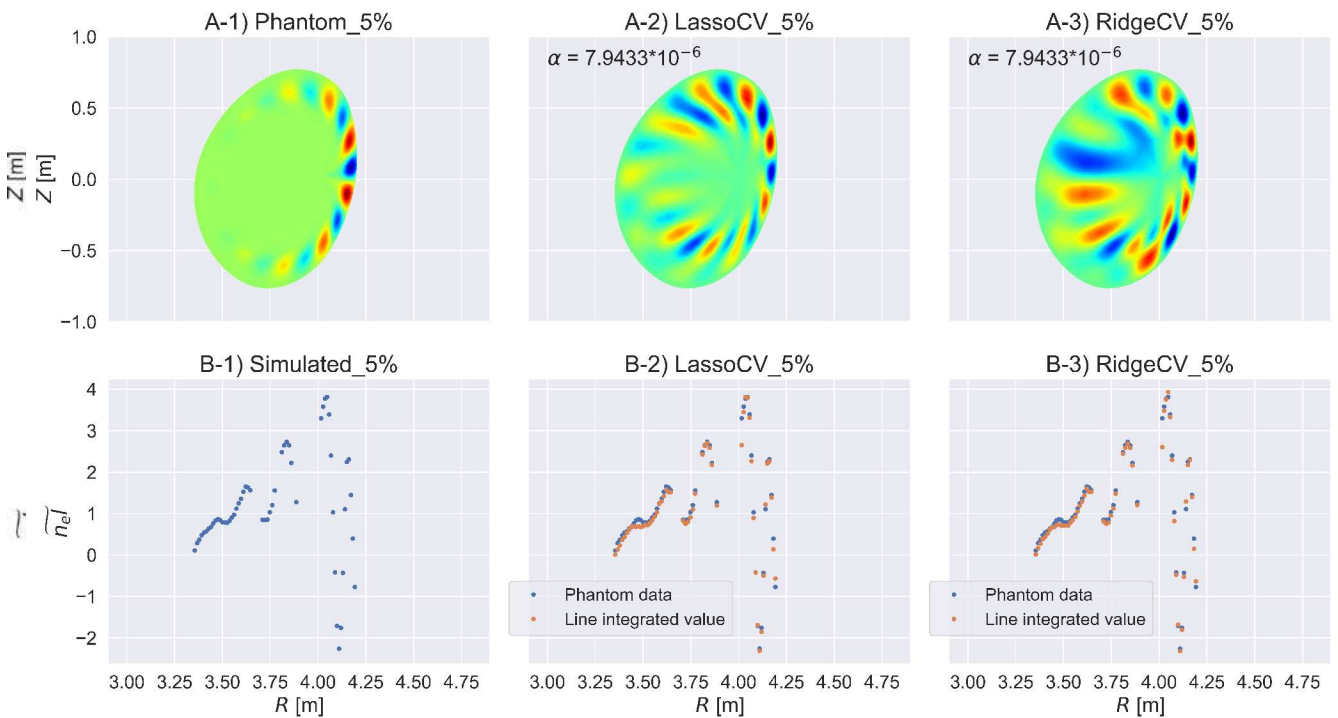 A-1) Phantom_5%
A-2) LassoCV_5%
A-3) RidgeCV_5%
1.0
0.5
0.0
−0.5
−1.0
Z [m]
Z [m]
α = 7.9433*10⁻⁶
α = 7.9433*10⁻⁶
B-1) Simulated_5%
B-2) LassoCV_5%
B-3) RidgeCV_5%
4
3
2
1
0
−1
−2
ñₑl
Phantom data
Line integrated value
Phantom data
Line integrated value
3.00 3.25 3.50 3.75 4.00 4.25 4.50 4.75
3.00 3.25 3.50 3.75 4.00 4.25 4.50 4.75
3.00 3.25 3.50 3.75 4.00 4.25 4.50 4.75
R [m]
R [m]
R [m]